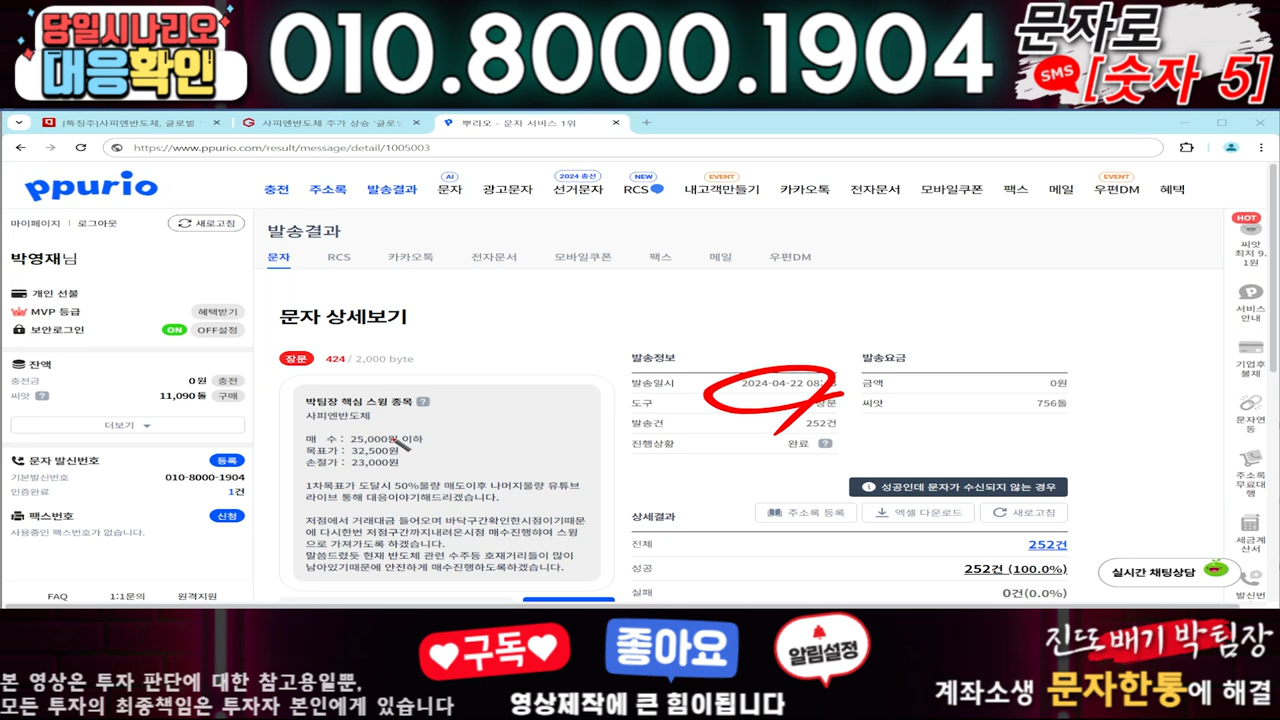 당일시나리오
대응확인
010.8000.1904
문자로
SMS [숫자 5]
[특징주]사피엔반도체, 글로벌
사피엔반도체 주가 상승 '글로벌
뿌리오 - 문자 서비스 1위
https://www.ppurio.com/result/message/detail/1005003
ppurio
AI
2024 총선
NEW
EVENT
EVENT
충전 주소록 발송결과 문자 광고문자 선거문자 RCS 내고객만들기 카카오톡 전자문서 모바일쿠폰 팩스 메일 우편DM 혜택
마이페이지 | 로그아웃 새로고침
박영재님
개인 선불
MVP 등급 혜택받기
보안로그인 ON OFF설정
잔액
충전금 0원 충전
씨앗 ? 11,090톨 구매
더보기
문자 발신번호 등록
기본발신번호 010-8000-1904
인증완료 1건
팩스번호 신청
사용중인 팩스번호가 없습니다.
FAQ 1:1문의 원격지원
발송결과
문자 RCS 카카오톡 전자문서 모바일쿠폰 팩스 메일 우편DM
문자 상세보기
장문 424 / 2,000 byte
박팀장 핵심 스윙 종목 ?
사피엔반도체
매 수 : 25,000원 이하
목표가 : 32,500원
손절가 : 23,000원
1차목표가 도달시 50%물량 매도이후 나머지물량 유튜브
라이브 통해 대응이야기해드리겠습니다.
저점에서 거래대금 들어오며 바닥구간확인한시점이기때문
에 다시한번 저점구간까지내려온시점 매수진행하여 스윙
으로 가져가도록 하겠습니다.
말씀드렸듯 현재 반도체 관련 수주등 호재거리들이 많이
남아있기때문에 안전하게 매수진행하도록하겠습니다.
발송정보
발송일시 2024-04-22 08:
도구 장문
발송건 252건
진행상황 완료 ?
발송요금
금액 0원
씨앗 756톨
성공인데 문자가 수신되지 않는 경우
상세결과 주소록 등록 엑셀 다운로드 새로고침
전체 252건
성공 252건 (100.0%)
실패 0건(0.0%)
HOT
씨앗
최저 9.
1원
서비스
안내
기업후
불제
문자연
동
주소록
무료대
행
세금계
산서
발신번
실시간 채팅상담
본 영상은 투자 판단에 대한 참고용일뿐,
모든 투자의 최종책임은 투자자 본인에게 있습니다
구독
좋아요
알림설정
영상제작에 큰 힘이됩니다
진또배기 박팀장
계좌소생 문자한통에 해결